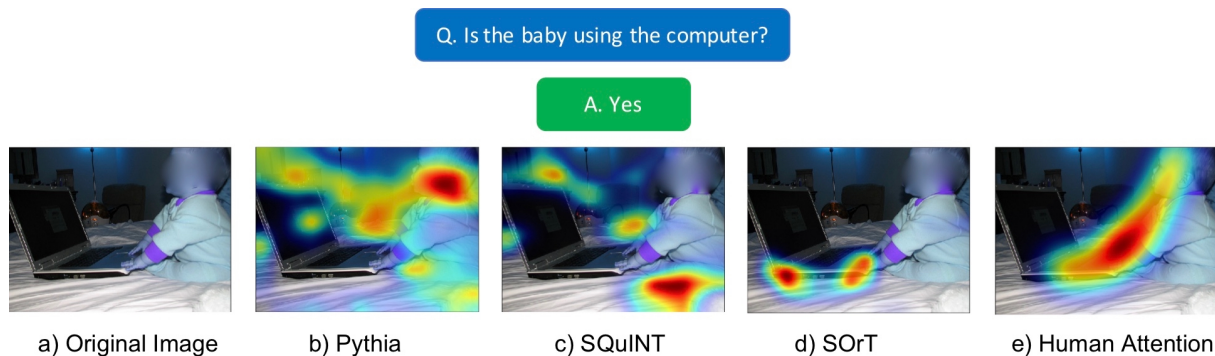 Q. Is the baby using the computer?
A. Yes
a) Original Image
b) Pythia
c) SQuINT
d) SOrT
e) Human Attention